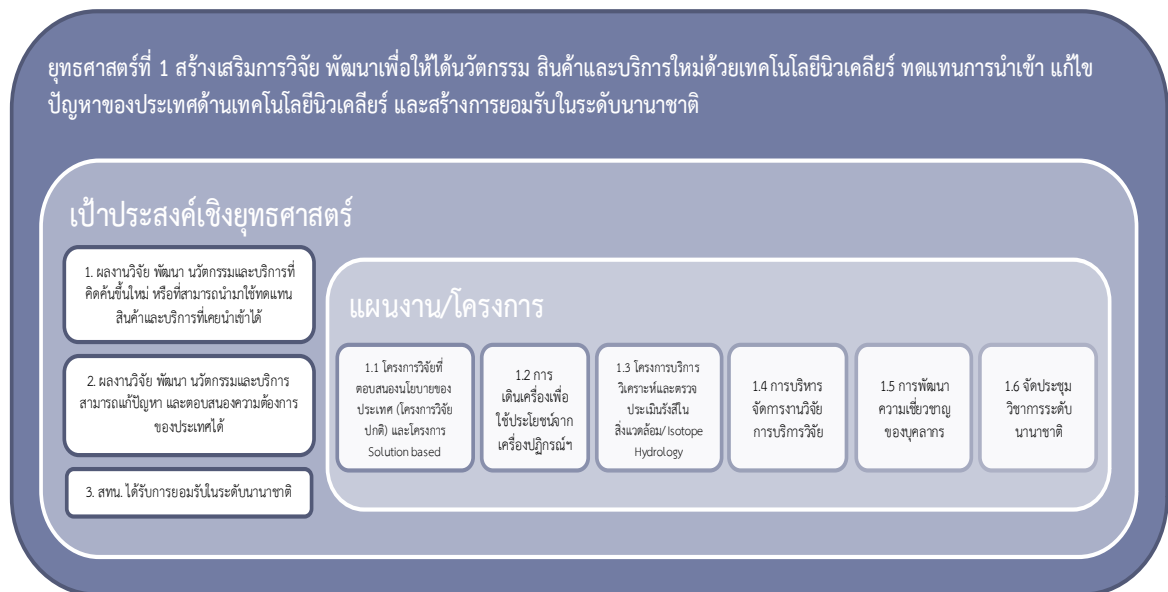 ยุทธศาสตร์ที่ 1 สร้างเสริมการวิจัย พัฒนาเพื่อให้ได้นวัตกรรม สินค้าและบริการใหม่ด้วยเทคโนโลยีนิวเคลียร์ ทดแทนการนำเข้า แก้ไข
ปัญหาของประเทศด้านเทคโนโลยีนิวเคลียร์ และสร้างการยอมรับในระดับนานาชาติ
เป้าประสงค์เชิงยุทธศาสตร์
1. ผลงานวิจัย พัฒนา นวัตกรรมและบริการที่
คิดค้นขึ้นใหม่ หรือที่สามารถนำมาใช้ทดแทน
สินค้าและบริการที่เคยนำเข้าได้
2. ผลงานวิจัย พัฒนา นวัตกรรมและบริการ
สามารถแก้ปัญหา และตอบสนองความต้องการ
ของประเทศได้
3. สทน. ได้รับการยอมรับในระดับนานาชาติ
แผนงาน/โครงการ
1.1 โครงการวิจัยที่
ตอบสนองนโยบายของ
ประเทศ (โครงการวิจัย
ปกติ) และโครงการ
Solution based
1.2 การ
เดินเครื่องเพื่อ
ใช้ประโยชน์จาก
เครื่องปฏิกรณ์ฯ
1.3 โครงการบริการ
วิเคราะห์และตรวจ
ประเมินรังสีใน
สิ่งแวดล้อม/ Isotope
Hydrology
1.4 การบริหาร
จัดการงานวิจัย
การบริการวิจัย
1.5 การพัฒนา
ความเชี่ยวชาญ
ของบุคลากร
1.6 จัดประชุม
วิชาการระดับ
นานาชาติ